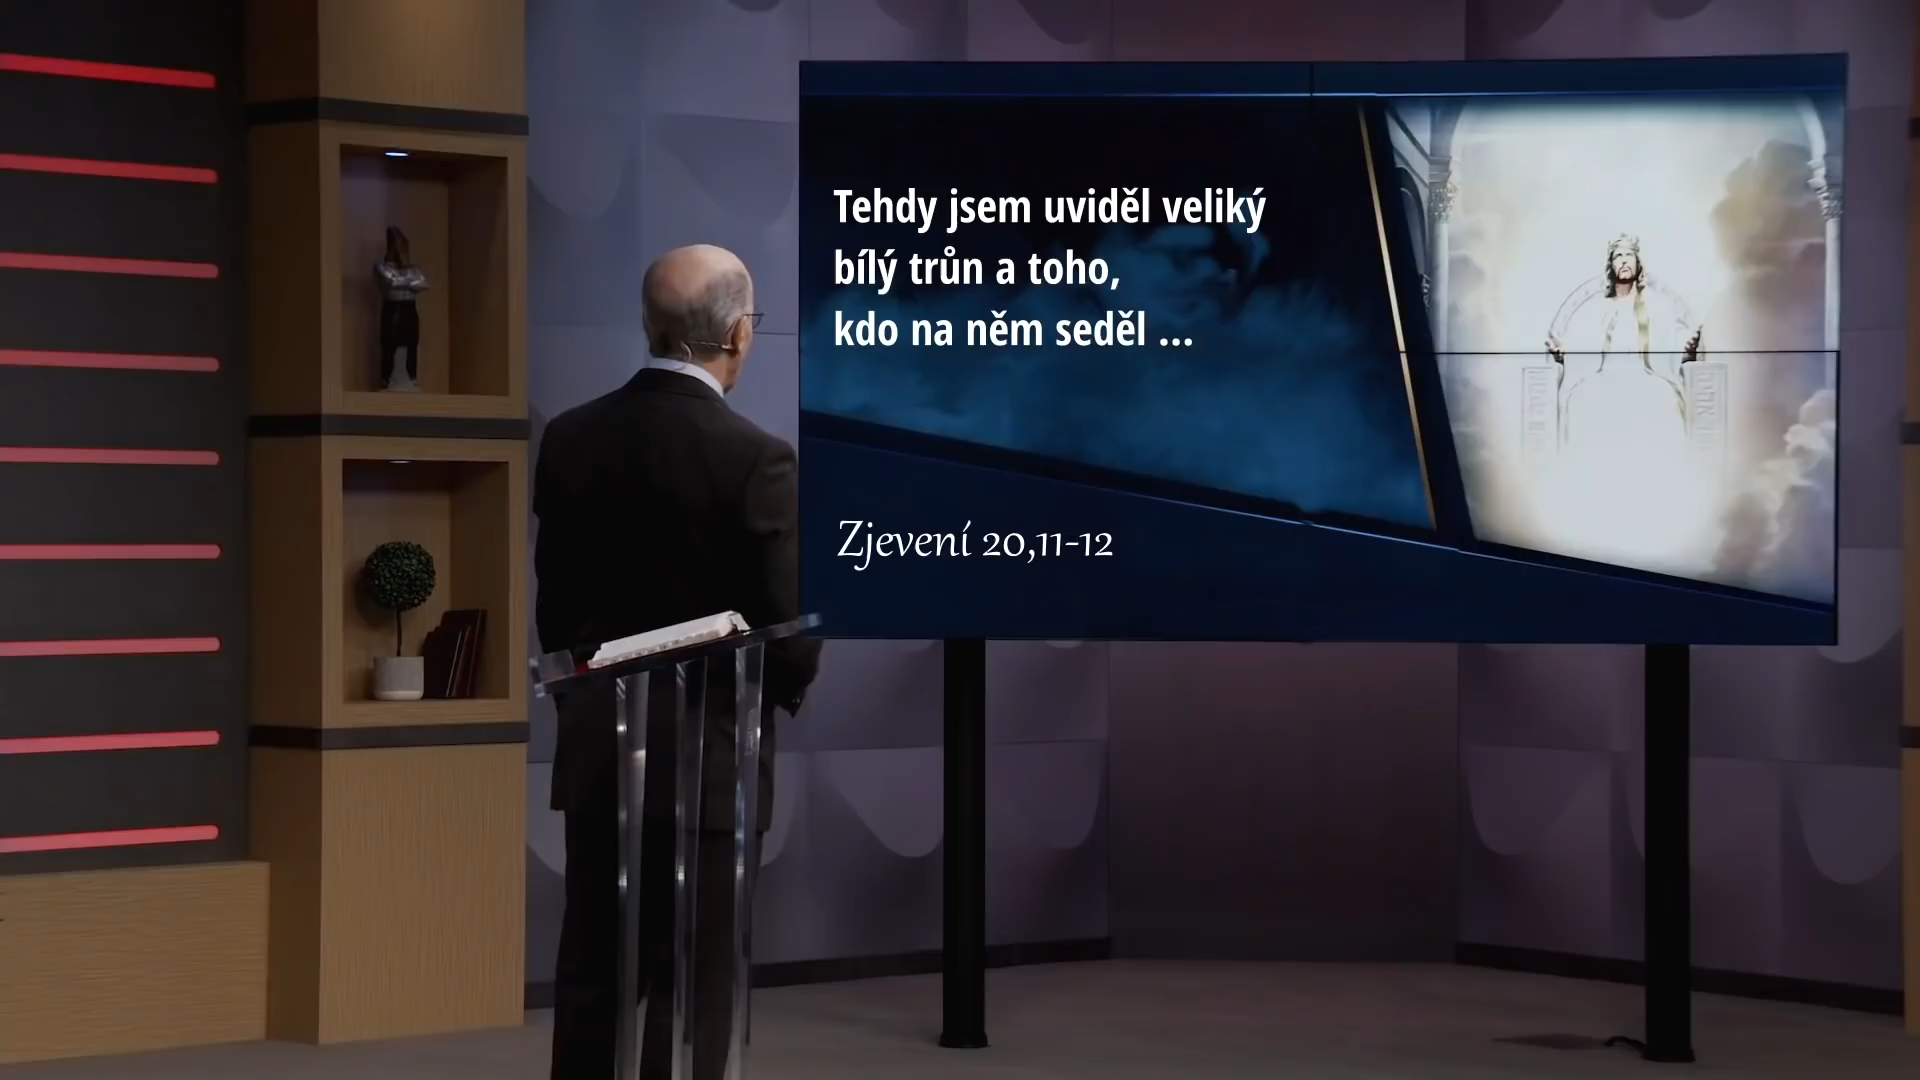 Tehdy jsem uviděl veliký
bílý trůn a toho,
kdo na něm seděl ...
Zjevení 20,11-12